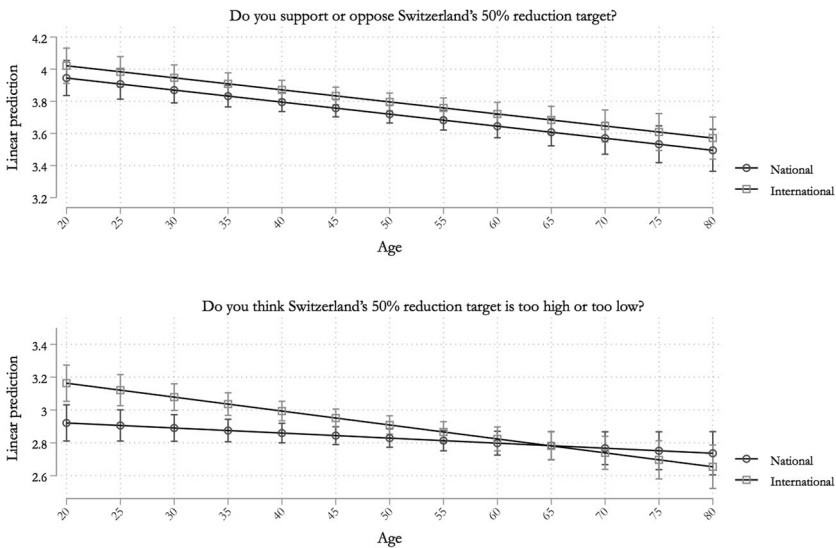 Do you support or oppose Switzerland's 50% reduction target?
4.2
4
3.8
3.6
3.4
3.2
Linear prediction
20 25 30 35 40 45 50 55 60 65 70 75 80
Age
National
International
Do you think Switzerland's 50% reduction target is too high or too low?
3.4
3.2
3
2.8
2.6
Linear prediction
20 25 30 35 40 45 50 55 60 65 70 75 80
Age
National
International